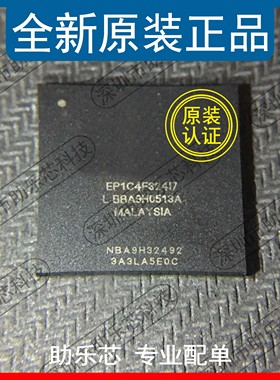 全新原装正品
原装
认证
EP1C4F324I7
L BBA9H0513A
MALAYSIA
NBA9H32492
3A3LA5E0C
助乐芯 专业配单